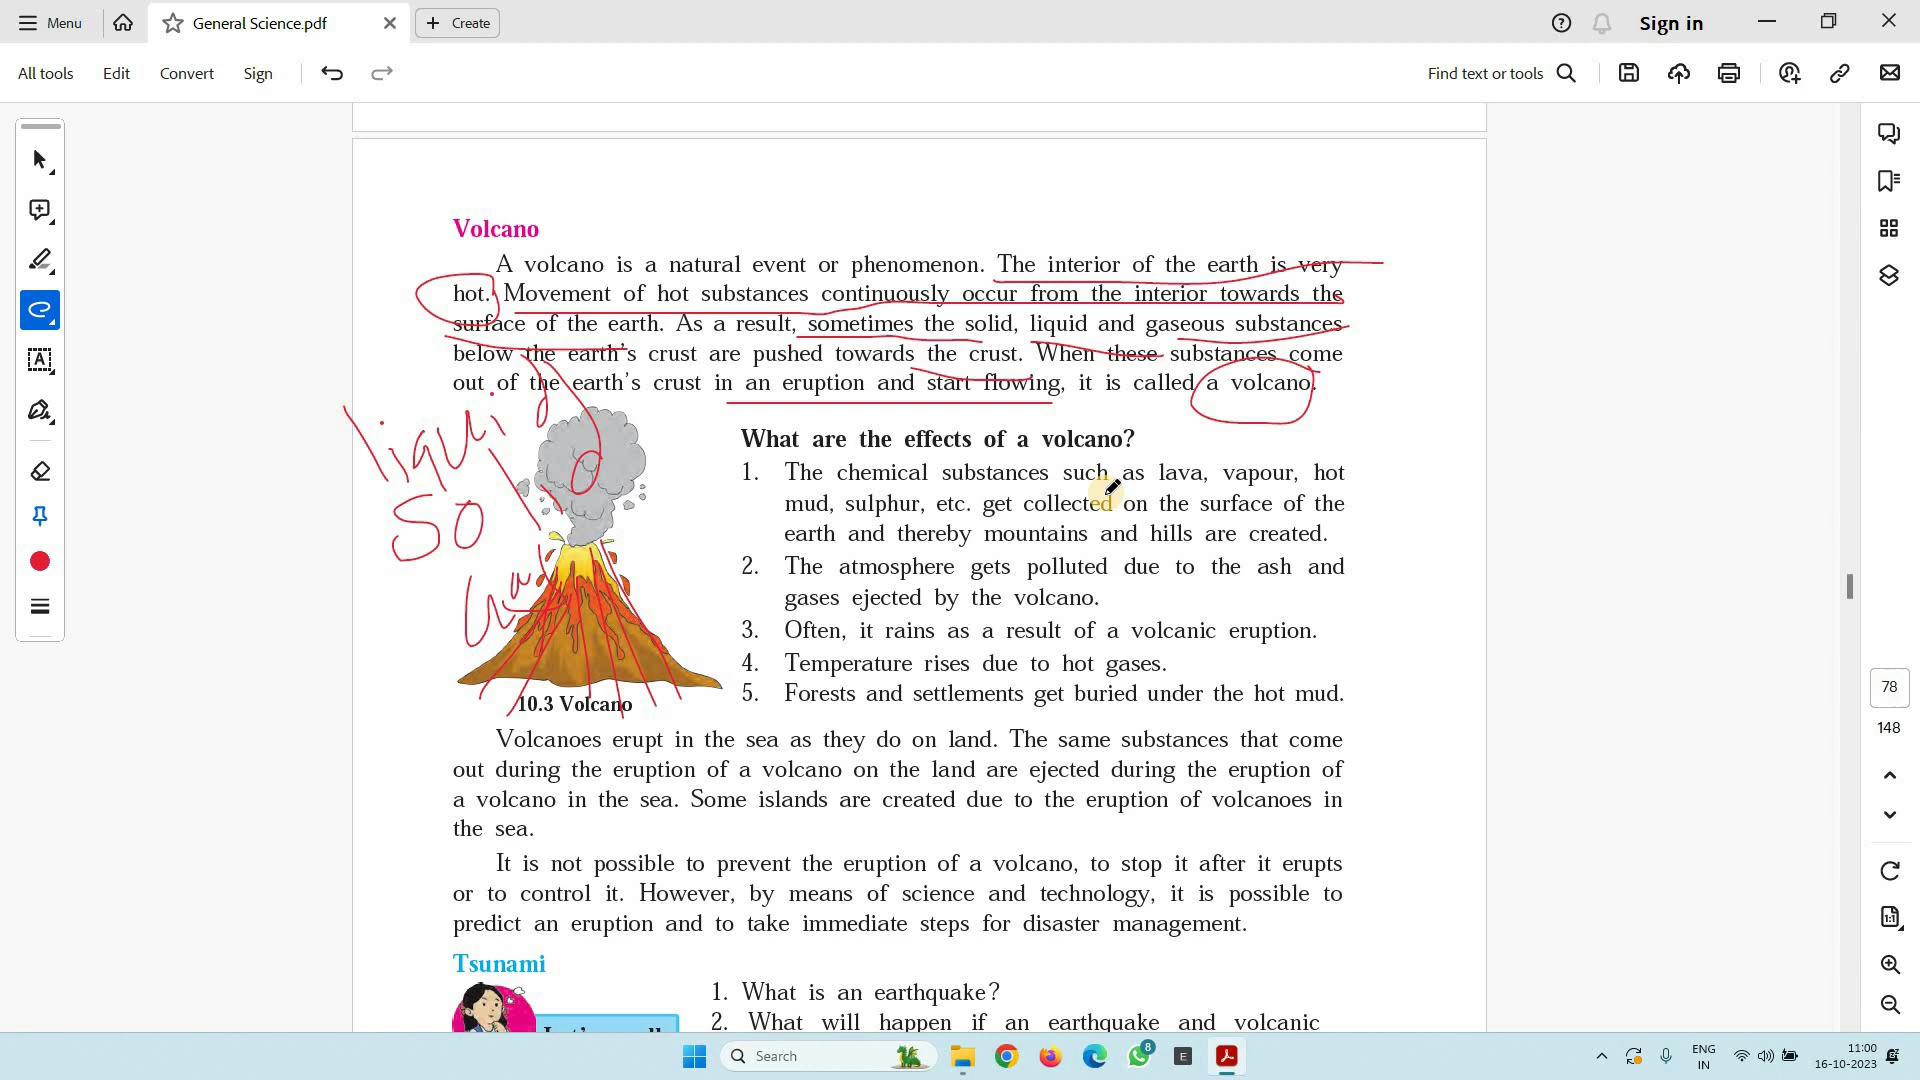 Menu
General Science.pdf
Create
Sign in
All tools
Edit
Convert
Sign
Find text or tools
Volcano
A volcano is a natural event or phenomenon. The interior of the earth is very
hot. Movement of hot substances continuously occur from the interior towards the
surface of the earth. As a result, sometimes the solid, liquid and gaseous substances
below the earth's crust are pushed towards the crust. When these substances come
out of the earth's crust in an eruption and start flowing, it is called a volcano.
liqui
so
What are the effects of a volcano?
1. The chemical substances such as lava, vapour, hot
mud, sulphur, etc. get collected on the surface of the
earth and thereby mountains and hills are created.
2. The atmosphere gets polluted due to the ash and
gases ejected by the volcano.
3. Often, it rains as a result of a volcanic eruption.
4. Temperature rises due to hot gases.
5. Forests and settlements get buried under the hot mud.
10.3 Volcano
Volcanoes erupt in the sea as they do on land. The same substances that come
out during the eruption of a volcano on the land are ejected during the eruption of
a volcano in the sea. Some islands are created due to the eruption of volcanoes in
the sea.
It is not possible to prevent the eruption of a volcano, to stop it after it erupts
or to control it. However, by means of science and technology, it is possible to
predict an eruption and to take immediate steps for disaster management.
Tsunami
1. What is an earthquake?
2. What will happen if an earthquake and volcanic
78
148
Search
8
E
ENG
IN
11:00
16-10-2023